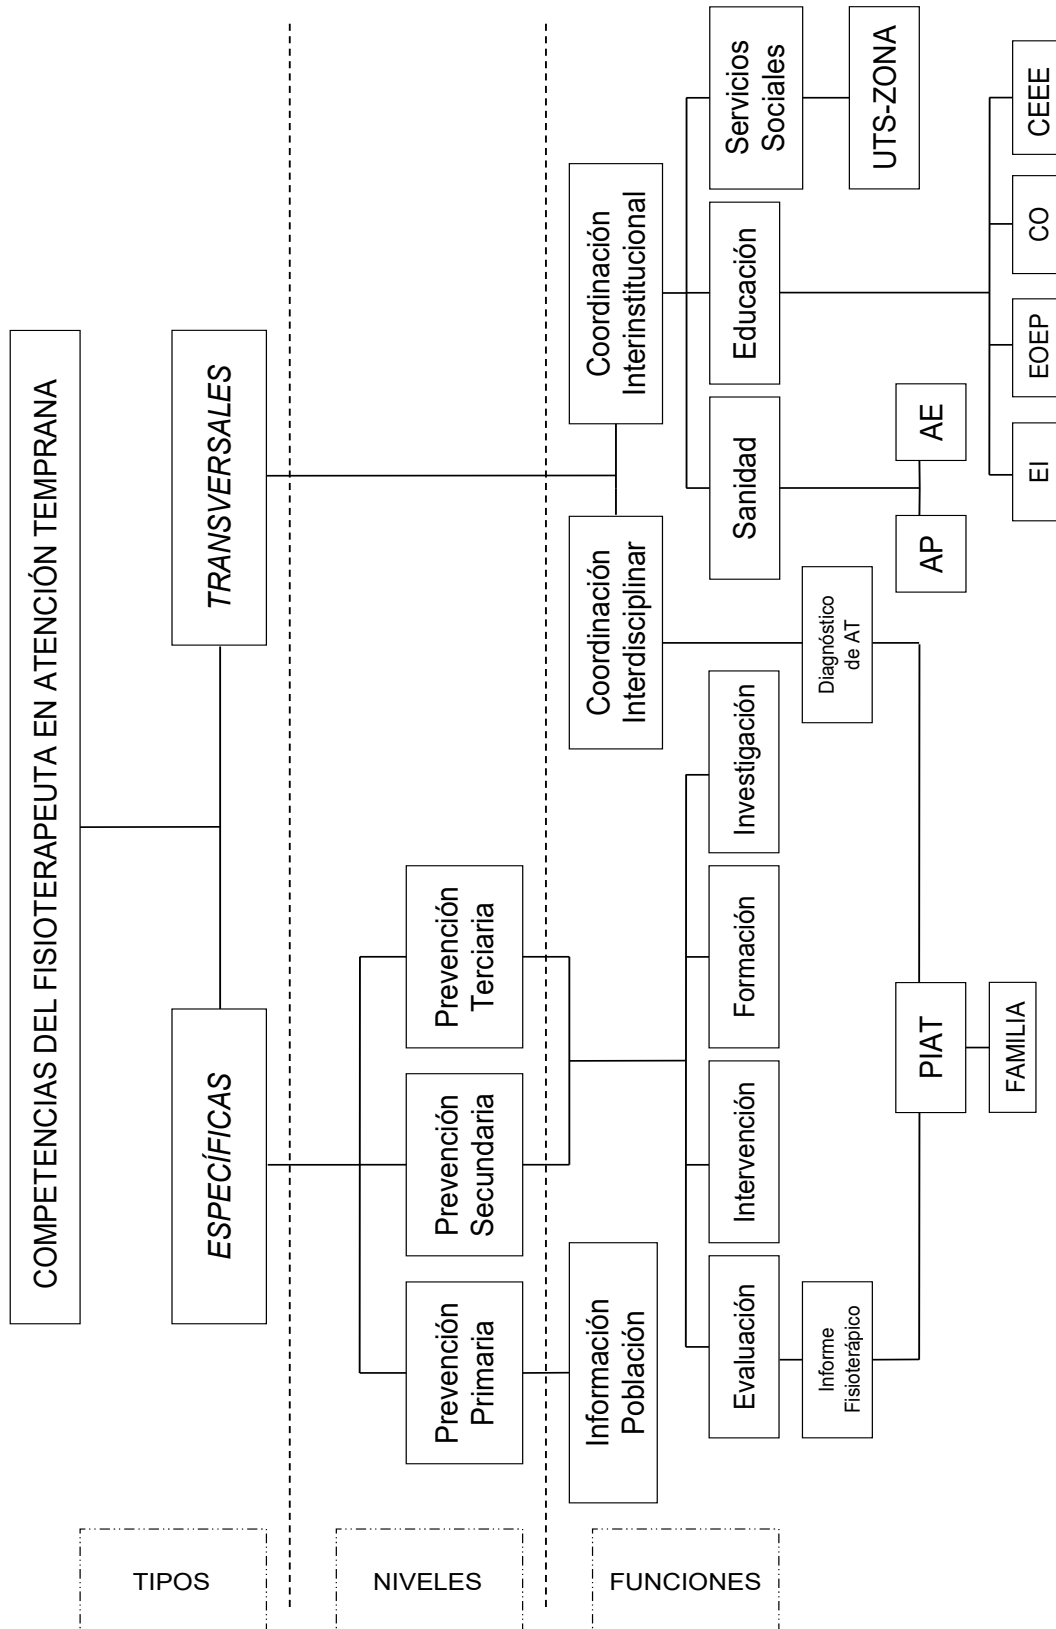 COMPETENCIAS DEL FISIOTERAPEUTA EN ATENCIÓN TEMPRANA
TIPOS
ESPECÍFICAS
TRANSVERSALES
NIVELES
Prevención
Primaria
Prevención
Secundaria
Prevención
Terciaria
FUNCIONES
Información
Población
Coordinación
Interdisciplinar
Coordinación
Interinstitucional
Evaluación
Intervención
Formación
Investigación
Sanidad
Educación
Servicios
Sociales
Informe
Fisioterápico
Diagnóstico
de AT
UTS-ZONA
PIAT
AP
AE
FAMILIA
EI
EOEP
CO
CEEE